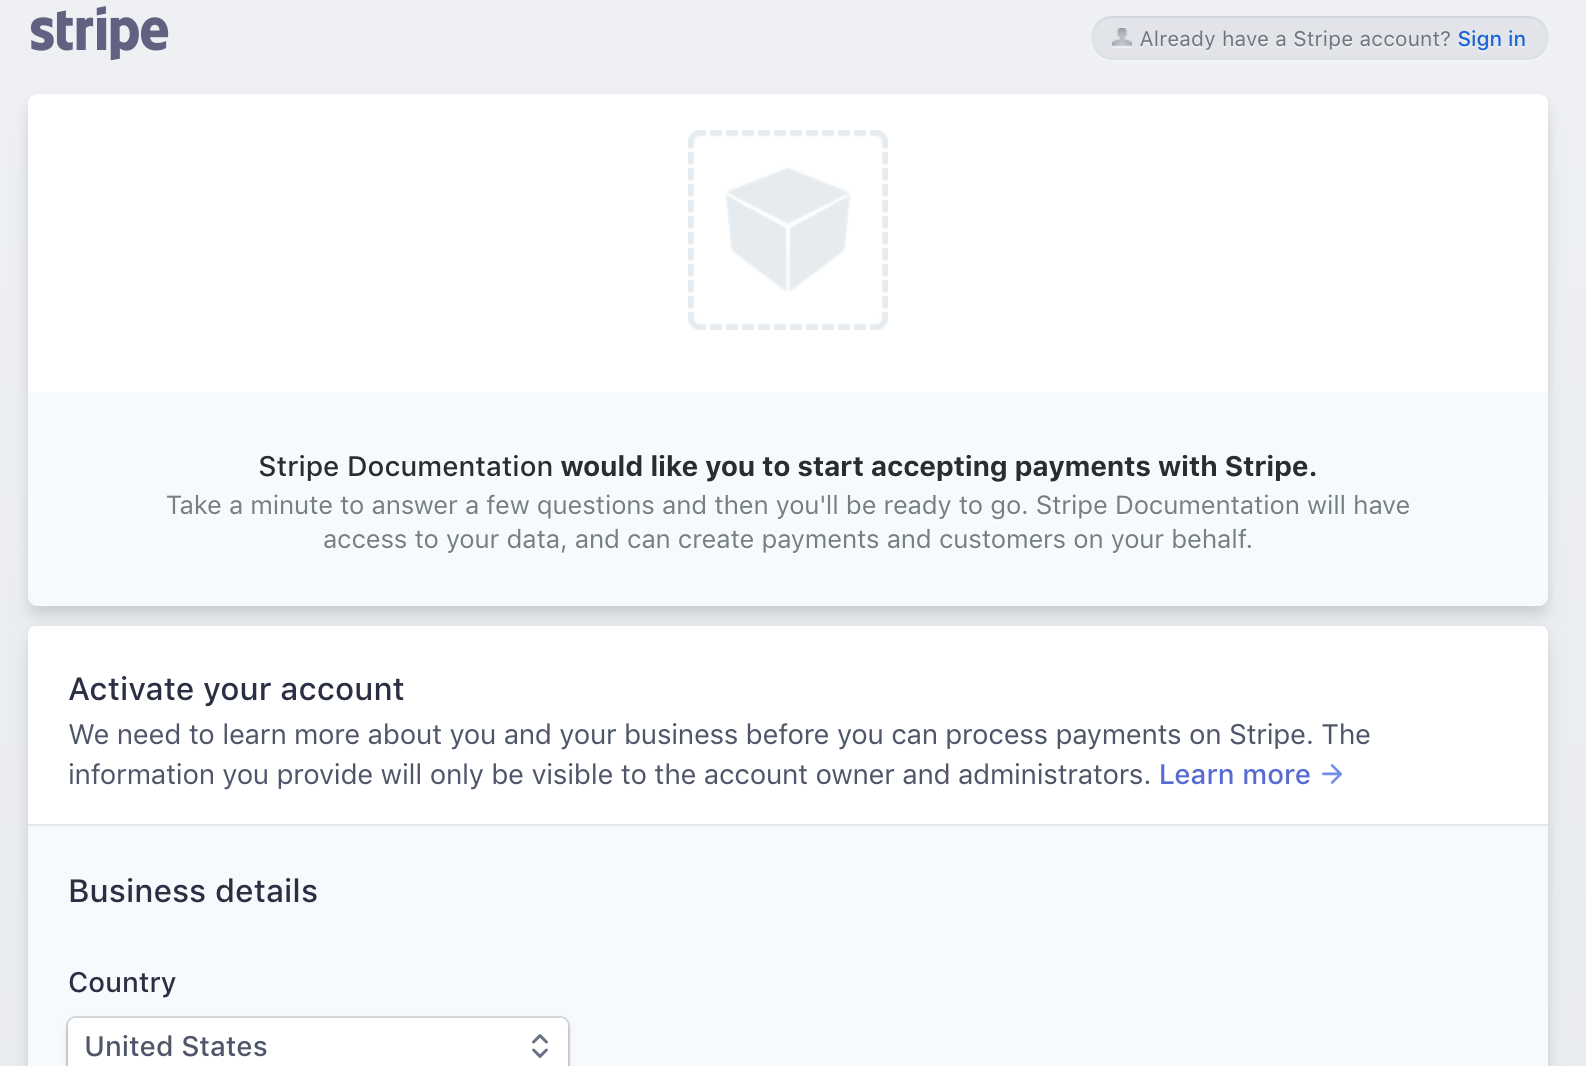 stripe
Already have a Stripe account? Sign in
Stripe Documentation would like you to start accepting payments with Stripe.
Take a minute to answer a few questions and then you'll be ready to go. Stripe Documentation will have
access to your data, and can create payments and customers on your behalf.
Activate your account
We need to learn more about you and your business before you can process payments on Stripe. The
information you provide will only be visible to the account owner and administrators. Learn more →
Business details
Country
United States